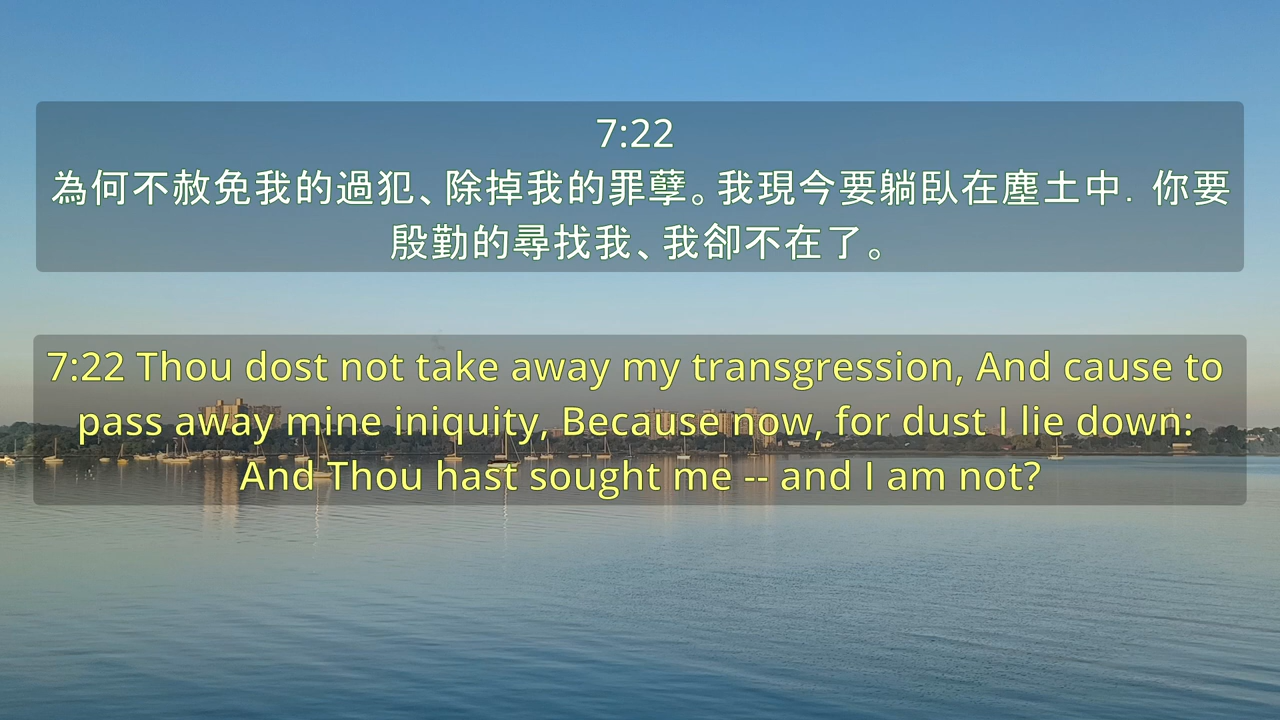 7:22
為何不赦免我的過犯、除掉我的罪孽。我現今要躺臥在塵土中．你要
殷勤的尋找我、我卻不在了。
7:22 Thou dost not take away my transgression, And cause to
pass away mine iniquity, Because now, for dust I lie down:
And Thou hast sought me -- and I am not?